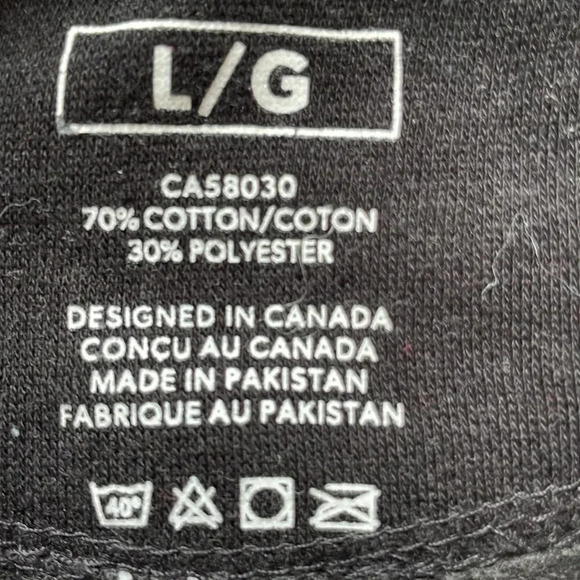 L/G
CA58030
70% COTTON/COTON
30% POLYESTER
DESIGNED IN CANADA
CONÇU AU CANADA
MADE IN PAKISTAN
FABRIQUE AU PAKISTAN
40°